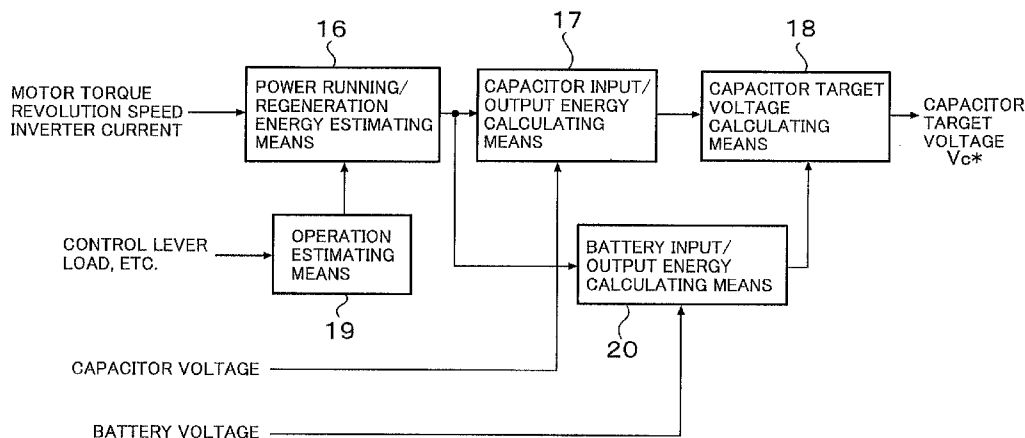 16
17
18
MOTOR TORQUE
REVOLUTION SPEED
INVERTER CURRENT
POWER RUNNING/
REGENERATION
ENERGY ESTIMATING
MEANS
CAPACITOR INPUT/
OUTPUT ENERGY
CALCULATING
MEANS
CAPACITOR TARGET
VOLTAGE
CALCULATING
MEANS
CAPACITOR
TARGET
VOLTAGE
Vc*
CONTROL LEVER
LOAD, ETC.
OPERATION
ESTIMATING
MEANS
BATTERY INPUT/
OUTPUT ENERGY
CALCULATING MEANS
19
20
CAPACITOR VOLTAGE
BATTERY VOLTAGE